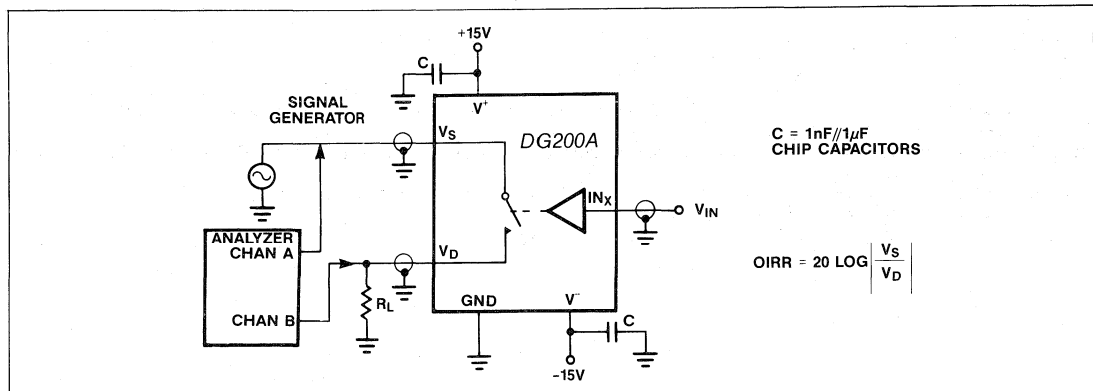 +15V
C
V+
SIGNAL
GENERATOR
VS
DG200A
C = 1nF//1µF
CHIP CAPACITORS
INX
VIN
ANALYZER
CHAN A
VD
OIRR = 20 LOG |VS/VD|
RL
CHAN B
GND
V-
C
-15V